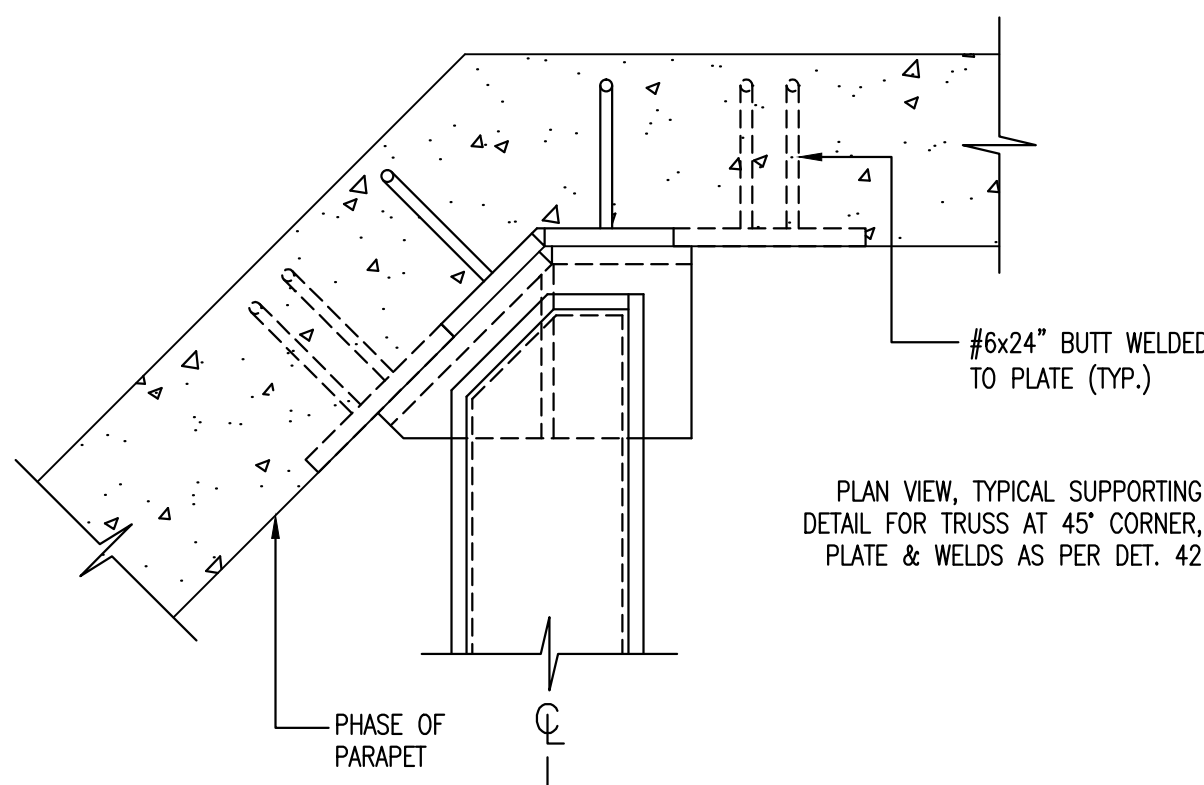 #6x24" BUTT WELDED
TO PLATE (TYP.)
PLAN VIEW, TYPICAL SUPPORTING
DETAIL FOR TRUSS AT 45° CORNER,
PLATE & WELDS AS PER DET. 42
PHASE OF
PARAPET
℄